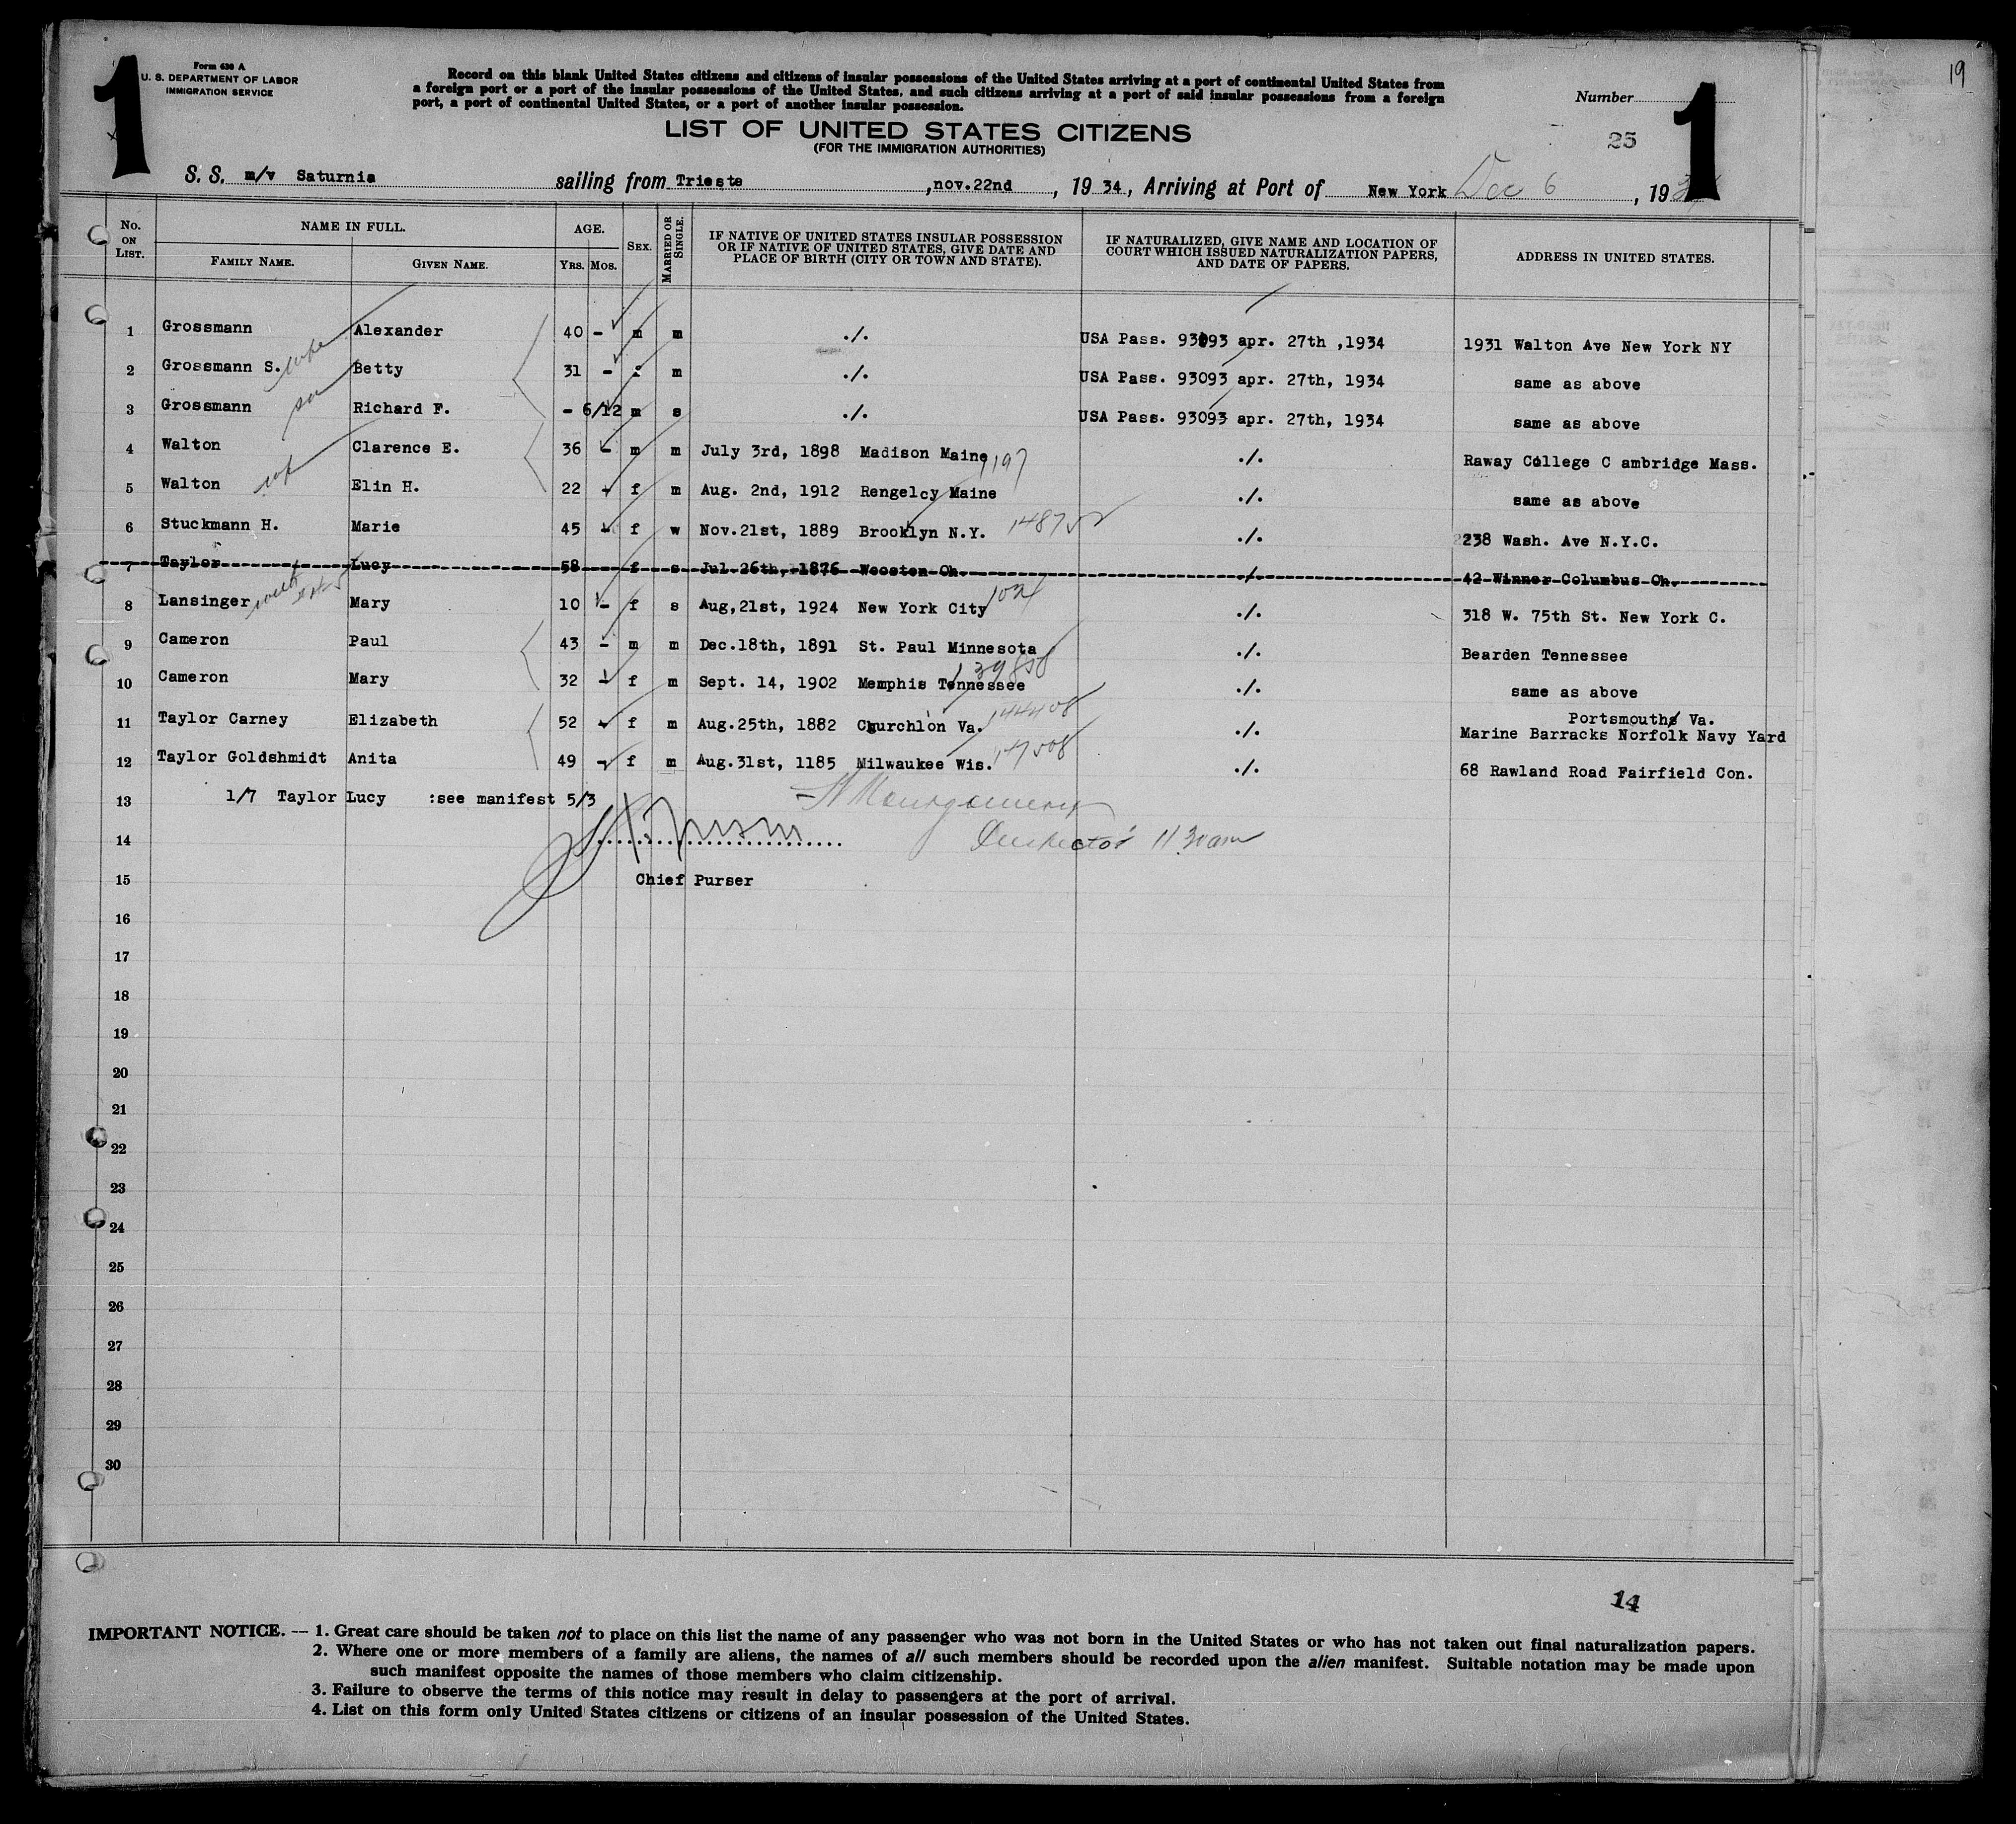 19
Form 630 A
U. S. DEPARTMENT OF LABOR
IMMIGRATION SERVICE
1
Record on this blank United States citizens and citizens of insular possessions of the United States arriving at a port of continental United States from
a foreign port or a port of the insular possessions of the United States, and such citizens arriving at a port of said insular possessions from a foreign
port, a port of continental United States, or a port of another insular possession.
Number
1
LIST OF UNITED STATES CITIZENS
(FOR THE IMMIGRATION AUTHORITIES)
25
S. S. m/v Saturnia sailing from Trieste , nov.22nd , 19 34, Arriving at Port of New York Dec 6 , 1934
No. ON LIST. NAME IN FULL. FAMILY NAME. GIVEN NAME. AGE. YRS. MOS. SEX. MARRIED OR SINGLE. IF NATIVE OF UNITED STATES INSULAR POSSESSION OR IF NATIVE OF UNITED STATES, GIVE DATE AND PLACE OF BIRTH (CITY OR TOWN AND STATE). IF NATURALIZED, GIVE NAME AND LOCATION OF COURT WHICH ISSUED NATURALIZATION PAPERS, AND DATE OF PAPERS. ADDRESS IN UNITED STATES.
1 Grossmann Alexander 40 - m m ./. USA Pass. 93093 apr. 27th ,1934 1931 Walton Ave New York NY
2 Grossmann S. wife Betty 31 - f m ./. USA Pass. 93093 apr. 27th, 1934 same as above
3 Grossmann son Richard F. - 6/12 m s ./. USA Pass. 93093 apr. 27th, 1934 same as above
4 Walton Clarence E. 36 - m m July 3rd, 1898 Madison Maine ./. Raway College C ambridge Mass.
5 Walton wf Elin H. 22 - f m Aug. 2nd, 1912 Rengelcy Maine 1197 ./. same as above
6 Stuckmann H. Marie 45 - f w Nov.21st, 1889 Brooklyn N.Y. ./. 2238 Wash. Ave N.Y.C.
7 Taylor Lucy 58 - f s Jul 26th, 1876 Wooster Oh. ./. 42 Winner Columbus Oh.
8 Lansinger Mary 10 - f s Aug,21st, 1924 New York City ./. 318 W. 75th St. New York C.
9 Cameron Paul 43 - m m Dec.18th, 1891 St. Paul Minnesota ./. Bearden Tennessee
10 Cameron Mary 32 - f m Sept. 14, 1902 Memphis Tennessee ./. same as above
11 Taylor Carney Elizabeth 52 - f m Aug.25th, 1882 Churchlon Va. ./. Portsmouth Va.
Marine Barracks Norfolk Navy Yard
12 Taylor Goldshmidt Anita 49 - f m Aug.31st, 1185 Milwaukee Wis. ./. 68 Rawland Road Fairfield Con.
13 1/7 Taylor Lucy :see manifest 5/3 Montgomery
14 Inspector 11 30 am
15 Chief Purser
16
17
18
19
20
21
22
23
24
25
26
27
28
29
30
14
IMPORTANT NOTICE. — 1. Great care should be taken not to place on this list the name of any passenger who was not born in the United States or who has not taken out final naturalization papers.
2. Where one or more members of a family are aliens, the names of all such members should be recorded upon the alien manifest. Suitable notation may be made upon
such manifest opposite the names of those members who claim citizenship.
3. Failure to observe the terms of this notice may result in delay to passengers at the port of arrival.
4. List on this form only United States citizens or citizens of an insular possession of the United States.